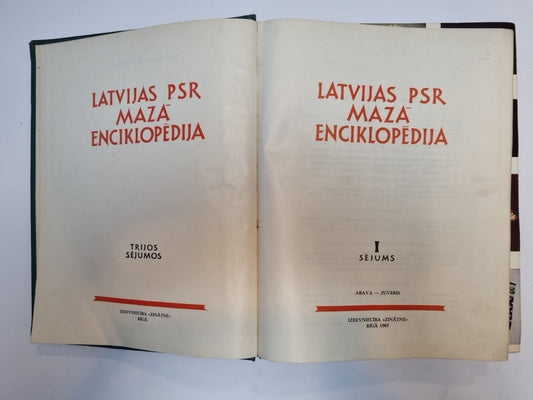 LATVIJAS PSR
MAZĀ
ENCIKLOPĒDIJA
TRIJOS
SĒJUMOS
IZDEVNIECĪBA «ZINĀTNE»
RĪGĀ
LATVIJAS PSR
MAZĀ
ENCIKLOPĒDIJA
I
SĒJUMS
ABAVA — JUVERIS
IZDEVNIECĪBA «ZINĀTNE»
RĪGĀ 1967